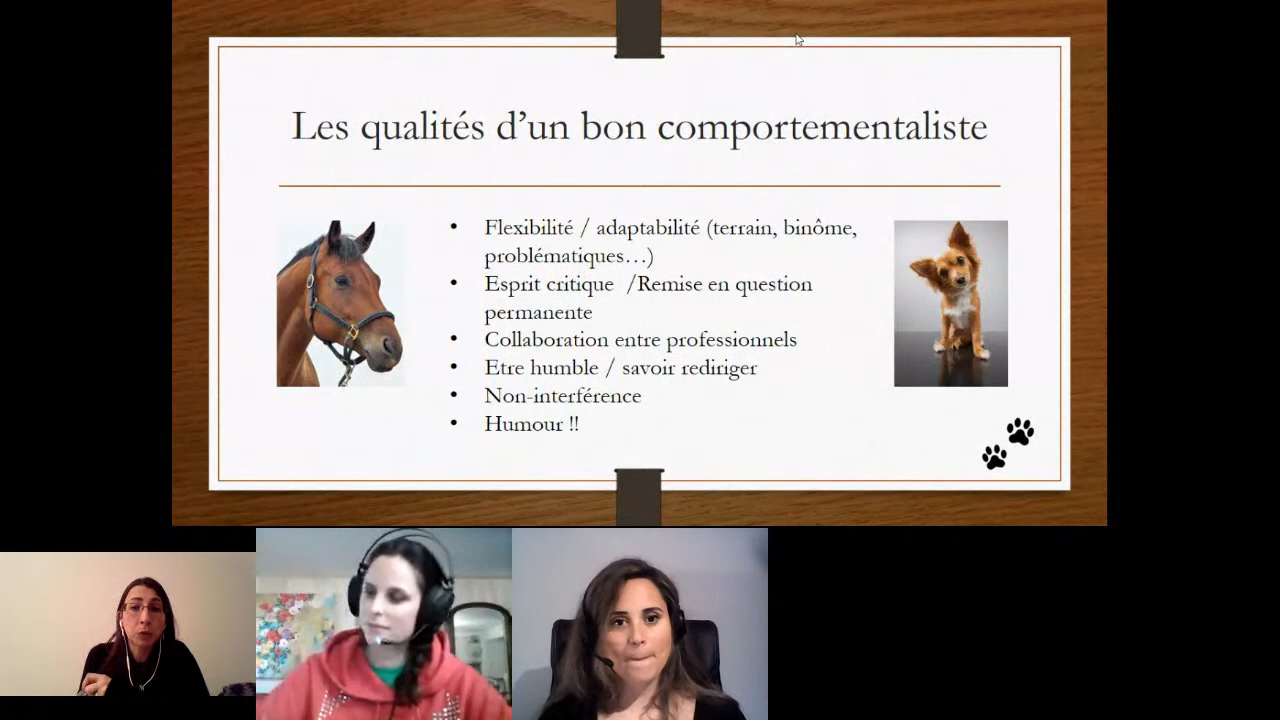 Les qualités d'un bon comportementaliste
• Flexibilité / adaptabilité (terrain, binôme,
problématiques…)
• Esprit critique /Remise en question
permanente
• Collaboration entre professionnels
• Etre humble / savoir rediriger
• Non-interférence
• Humour !!